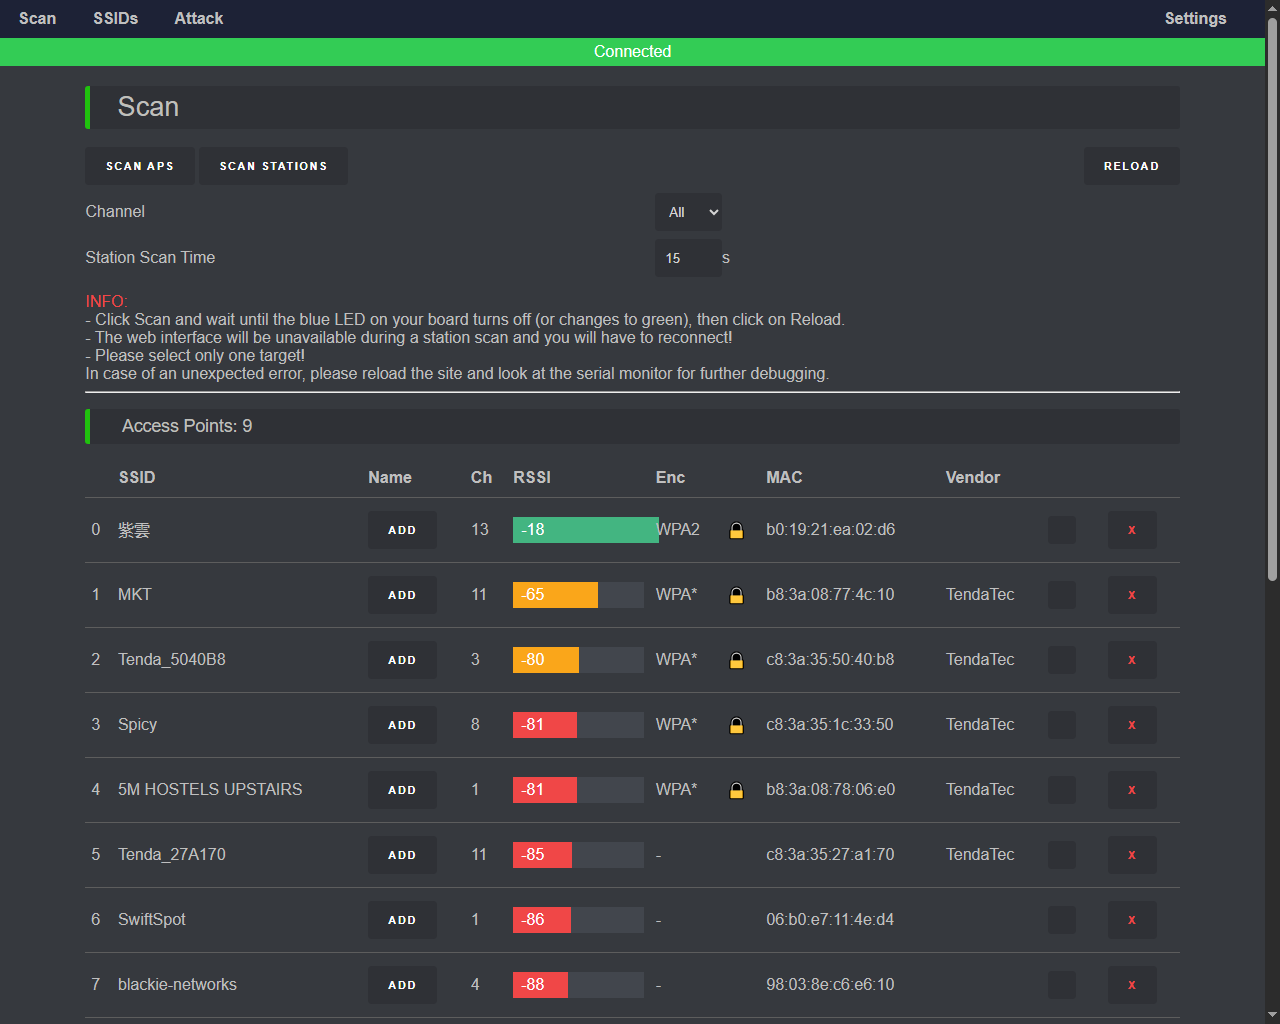 Scan SSIDs Attack Settings
Connected
Scan
SCAN APS SCAN STATIONS RELOAD
Channel All
Station Scan Time 15 s
INFO:
- Click Scan and wait until the blue LED on your board turns off (or changes to green), then click on Reload.
- The web interface will be unavailable during a station scan and you will have to reconnect!
- Please select only one target!
In case of an unexpected error, please reload the site and look at the serial monitor for further debugging.
Access Points: 9
SSID Name Ch RSSI Enc MAC Vendor
0 紫雲 ADD 13 -18 WPA2 b0:19:21:ea:02:d6 x
1 MKT ADD 11 -65 WPA* b8:3a:08:77:4c:10 TendaTec x
2 Tenda_5040B8 ADD 3 -80 WPA* c8:3a:35:50:40:b8 TendaTec x
3 Spicy ADD 8 -81 WPA* c8:3a:35:1c:33:50 TendaTec x
4 5M HOSTELS UPSTAIRS ADD 1 -81 WPA* b8:3a:08:78:06:e0 TendaTec x
5 Tenda_27A170 ADD 11 -85 - c8:3a:35:27:a1:70 TendaTec x
6 SwiftSpot ADD 1 -86 - 06:b0:e7:11:4e:d4 x
7 blackie-networks ADD 4 -88 - 98:03:8e:c6:e6:10 x